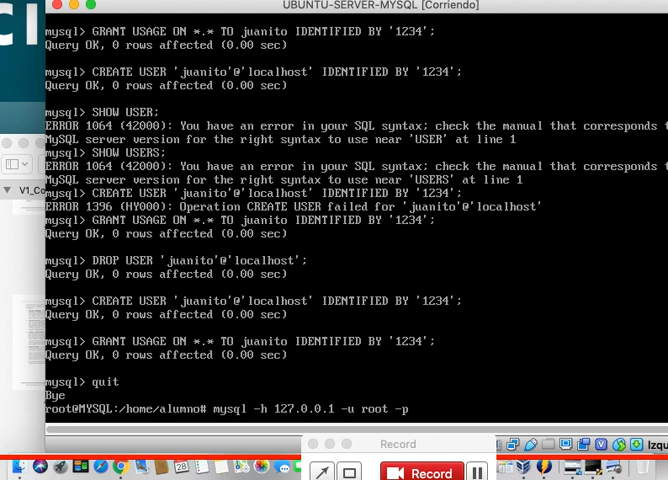 CI
UBUNTU-SERVER-MYSQL [Corriendo]
mysql> GRANT USAGE ON *.* TO juanito IDENTIFIED BY '1234';
Query OK, 0 rows affected (0.00 sec)
mysql> CREATE USER 'juanito'@'localhost' IDENTIFIED BY '1234';
Query OK, 0 rows affected (0.00 sec)
mysql> SHOW USER;
ERROR 1064 (42000): You have an error in your SQL syntax; check the manual that corresponds t
MySQL server version for the right syntax to use near 'USER' at line 1
mysql> SHOW USERS;
ERROR 1064 (42000): You have an error in your SQL syntax; check the manual that corresponds t
MySQL server version for the right syntax to use near 'USERS' at line 1
mysql> CREATE USER 'juanito'@'localhost' IDENTIFIED BY '1234';
ERROR 1396 (HY000): Operation CREATE USER failed for 'juanito'@'localhost'
mysql> GRANT USAGE ON *.* TO juanito IDENTIFIED BY '1234';
Query OK, 0 rows affected (0.00 sec)
mysql> DROP USER 'juanito'@'localhost';
Query OK, 0 rows affected (0.00 sec)
mysql> CREATE USER 'juanito'@'localhost' IDENTIFIED BY '1234';
Query OK, 0 rows affected (0.00 sec)
mysql> GRANT USAGE ON *.* TO juanito IDENTIFIED BY '1234';
Query OK, 0 rows affected (0.00 sec)
mysql> quit
Bye
root@MYSQL:/home/alumno# mysql -h 127.0.0.1 -u root -p
V1_Co
Izqu
Record
Record
28